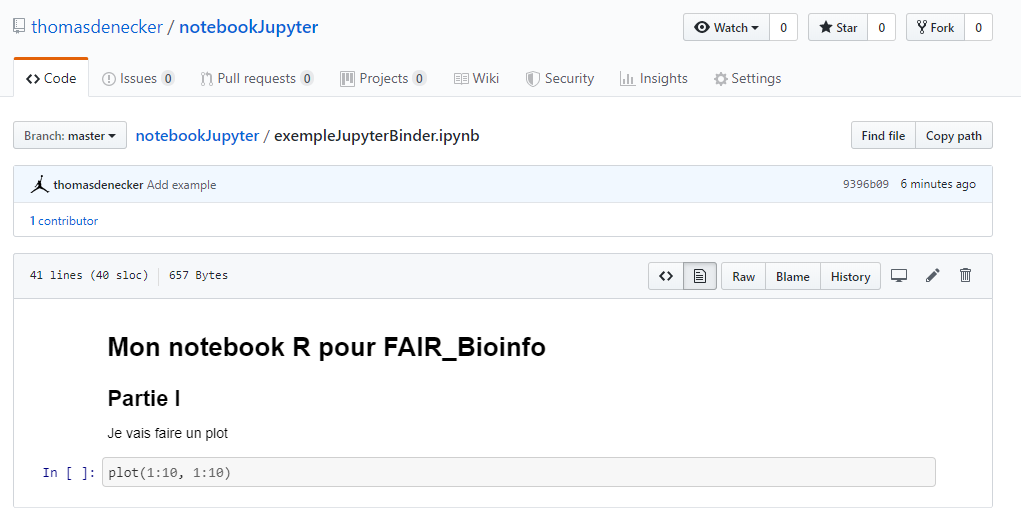 thomasdenecker / notebookJupyter Watch 0 Star 0 Fork 0
Code Issues 0 Pull requests 0 Projects 0 Wiki Security Insights Settings
Branch: master notebookJupyter / exempleJupyterBinder.ipynb Find file Copy path
thomasdenecker Add example 9396b09 6 minutes ago
1 contributor
41 lines (40 sloc) 657 Bytes <> Raw Blame History
Mon notebook R pour FAIR_Bioinfo
Partie I
Je vais faire un plot
In [ ]: plot(1:10, 1:10)